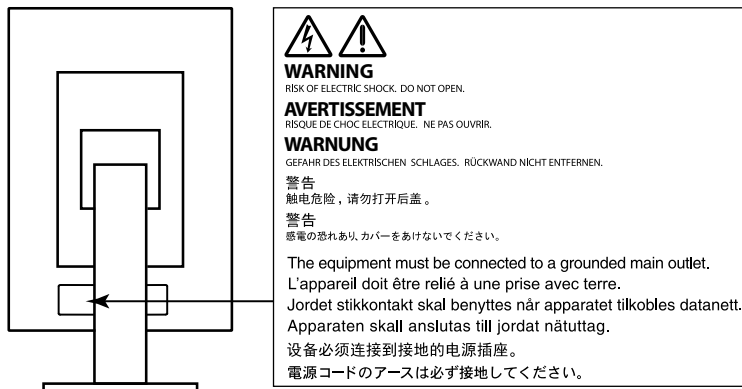 WARNING
RISK OF ELECTRIC SHOCK. DO NOT OPEN.
AVERTISSEMENT
RISQUE DE CHOC ELECTRIQUE. NE PAS OUVRIR.
WARNUNG
GEFAHR DES ELEKTRISCHEN SCHLAGES. RÜCKWAND NICHT ENTFERNEN.
警告
触电危险，请勿打开后盖。
警告
感電の恐れあり、カバーをあけないでください。
The equipment must be connected to a grounded main outlet.
L'appareil doit être relié à une prise avec terre.
Jordet stikkontakt skal benyttes når apparatet tilkobles datanett.
Apparaten skall anslutas till jordat nätuttag.
设备必须连接到接地的电源插座。
電源コードのアースは必ず接地してください。